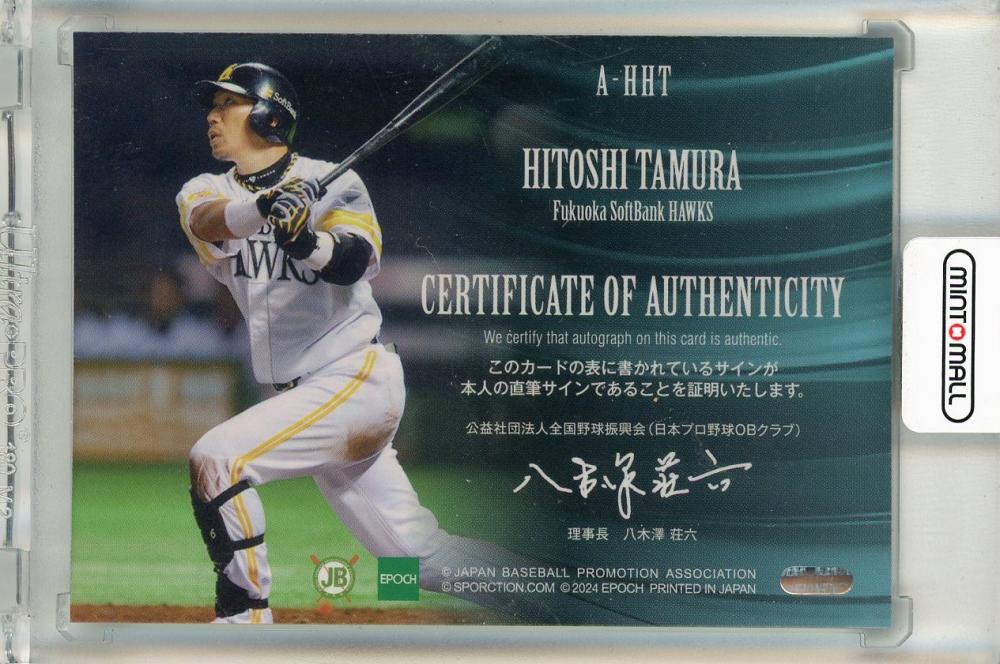 A-HHT
HITOSHI TAMURA
Fukuoka SoftBank HAWKS
CERTIFICATE OF AUTHENTICITY
We certify that autograph on this card is authentic.
このカードの表に書かれているサインが
本人の直筆サインであることを証明いたします。
公益社団法人全国野球振興会(日本プロ野球OBクラブ)
八木澤荘六
理事長 八木澤 荘六
JB
EPOCH
© JAPAN BASEBALL PROMOTION ASSOCIATION
© SPORCTION.COM © 2024 EPOCH PRINTED IN JAPAN
SoftBank
HAWKS
6
MINT MALL
UltraPRO